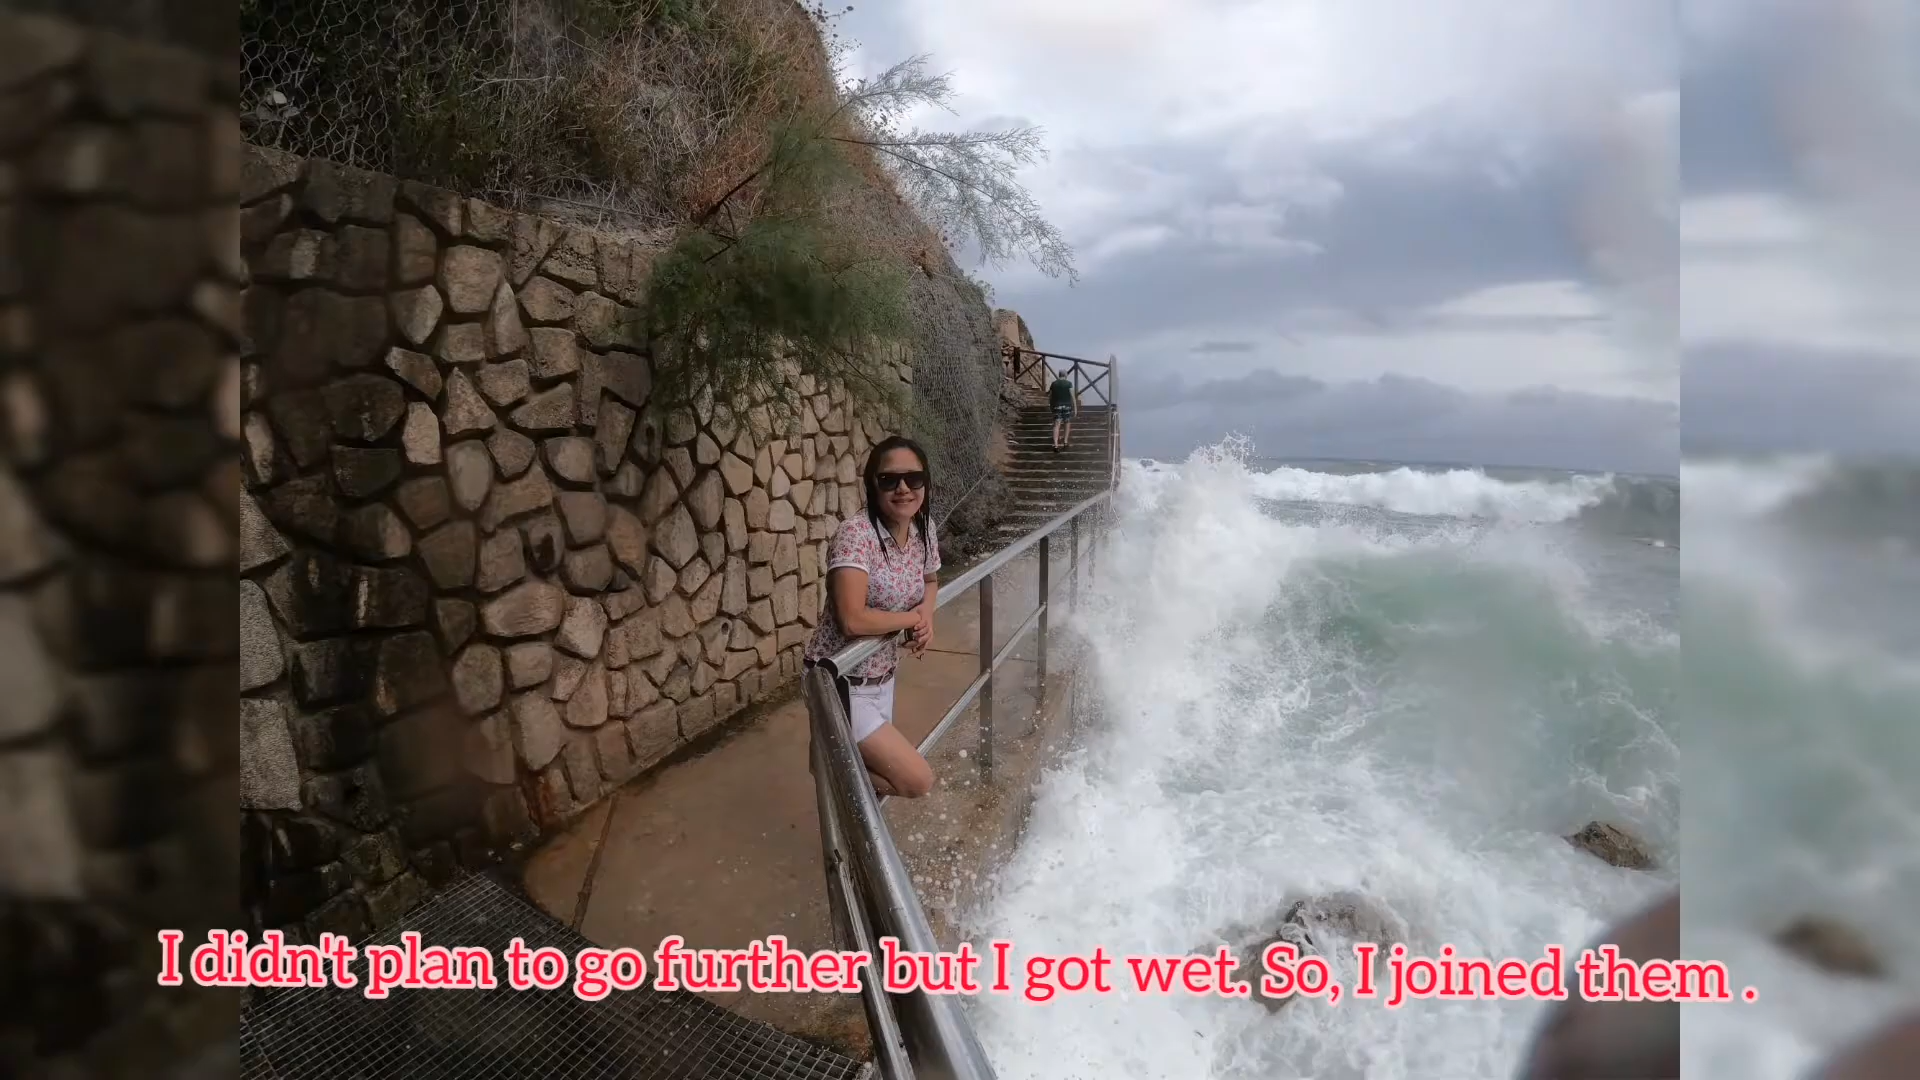 I didn't plan to go further but I got wet. So, I joined them .